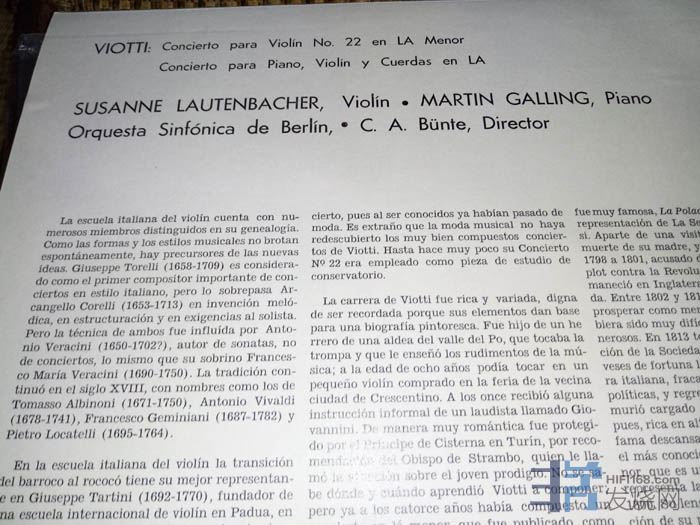 VIOTTI: Concierto para Violín No. 22 en LA Menor
Concierto para Piano, Violín y Cuerdas en LA
SUSANNE LAUTENBACHER, Violín • MARTIN GALLING, Piano
Orquesta Sinfónica de Berlín, • C. A. Bünte, Director
La escuela italiana del violín cuenta con nu-
merosos miembros distinguidos en su genealogía.
Como las formas y los estilos musicales no brotan
espontáneamente, hay precursores de las nuevas
ideas. Giuseppe Torelli (1658-1709) es considera-
do como el primer compositor importante de con-
ciertos en estilo italiano, pero lo sobrepasa Ar-
cangello Corelli (1653-1713) en invención meló-
dica, en estructuración y en exigencias al solista.
Pero la técnica de ambos fue influída por Anto-
nio Veracini (1650-1702?), autor de sonatas, no
de conciertos, lo mismo que su sobrino Frances-
co María Veracini (1690-1750). La tradición con-
tinuó en el siglo XVIII, con nombres como los de
Tomasso Albinoni (1671-1750), Antonio Vivaldi
(1678-1741), Francesco Geminiani (1687-1782) y
Pietro Locatelli (1695-1764).
En la escuela italiana del violín la transición
del barroco al rococó tiene su mejor representan-
te en Giuseppe Tartini (1692-1770), fundador de
una escuela internacional de violín en Padua, en
cierto, pues al ser conocidos ya habían pasado de
moda. Es extraño que la moda musical no haya
redescubierto los muy bien compuestos concier-
tos de Viotti. Hasta hace muy poco su Concierto
Nº 22 era empleado como pieza de estudio de
conservatorio.
La carrera de Viotti fue rica y variada, digna
de ser recordada porque sus elementos dan base
para una biografía pintoresca. Fue hijo de un he
rrero de una aldea del valle del Po, que tocaba la
trompa y que le enseñó los rudimentos de la mú-
sica; a la edad de ocho años podía tocar en un
pequeño violín comprado en la feria de la vecina
ciudad de Crescentino. A los once recibió alguna
instrucción informal de un laudista llamado Gio-
vannini. De manera muy romántica fue protegi-
do por el Príncipe de Cisterna en Turín, por reco-
mendación del Obispo de Strambo, quien le lla-
mó la atención sobre el joven prodigio. No se sa-
be dónde y cuándo aprendió Viotti a componer;
pero ya a los catorce años había compuesto un
fue muy famosa, La Polac
representación de La Se
si. Aparte de una visit
muerte de su madre, y
1798 a 1801, acusado d
plot contra la Revolu
maneció en Inglaterra
da. Entre 1802 y 18
prosperar como mer
biera sido muy difí
nerosos. En 1813 t
ción de la Sociedad
veses de fortuna l
ra italiana, franc
políticas, y regre
murió cargado
pues, rica en al
fama descansa
el más conoci
nor, que es u
representa la
un solen
ción de
HIFI168.com
发烧网